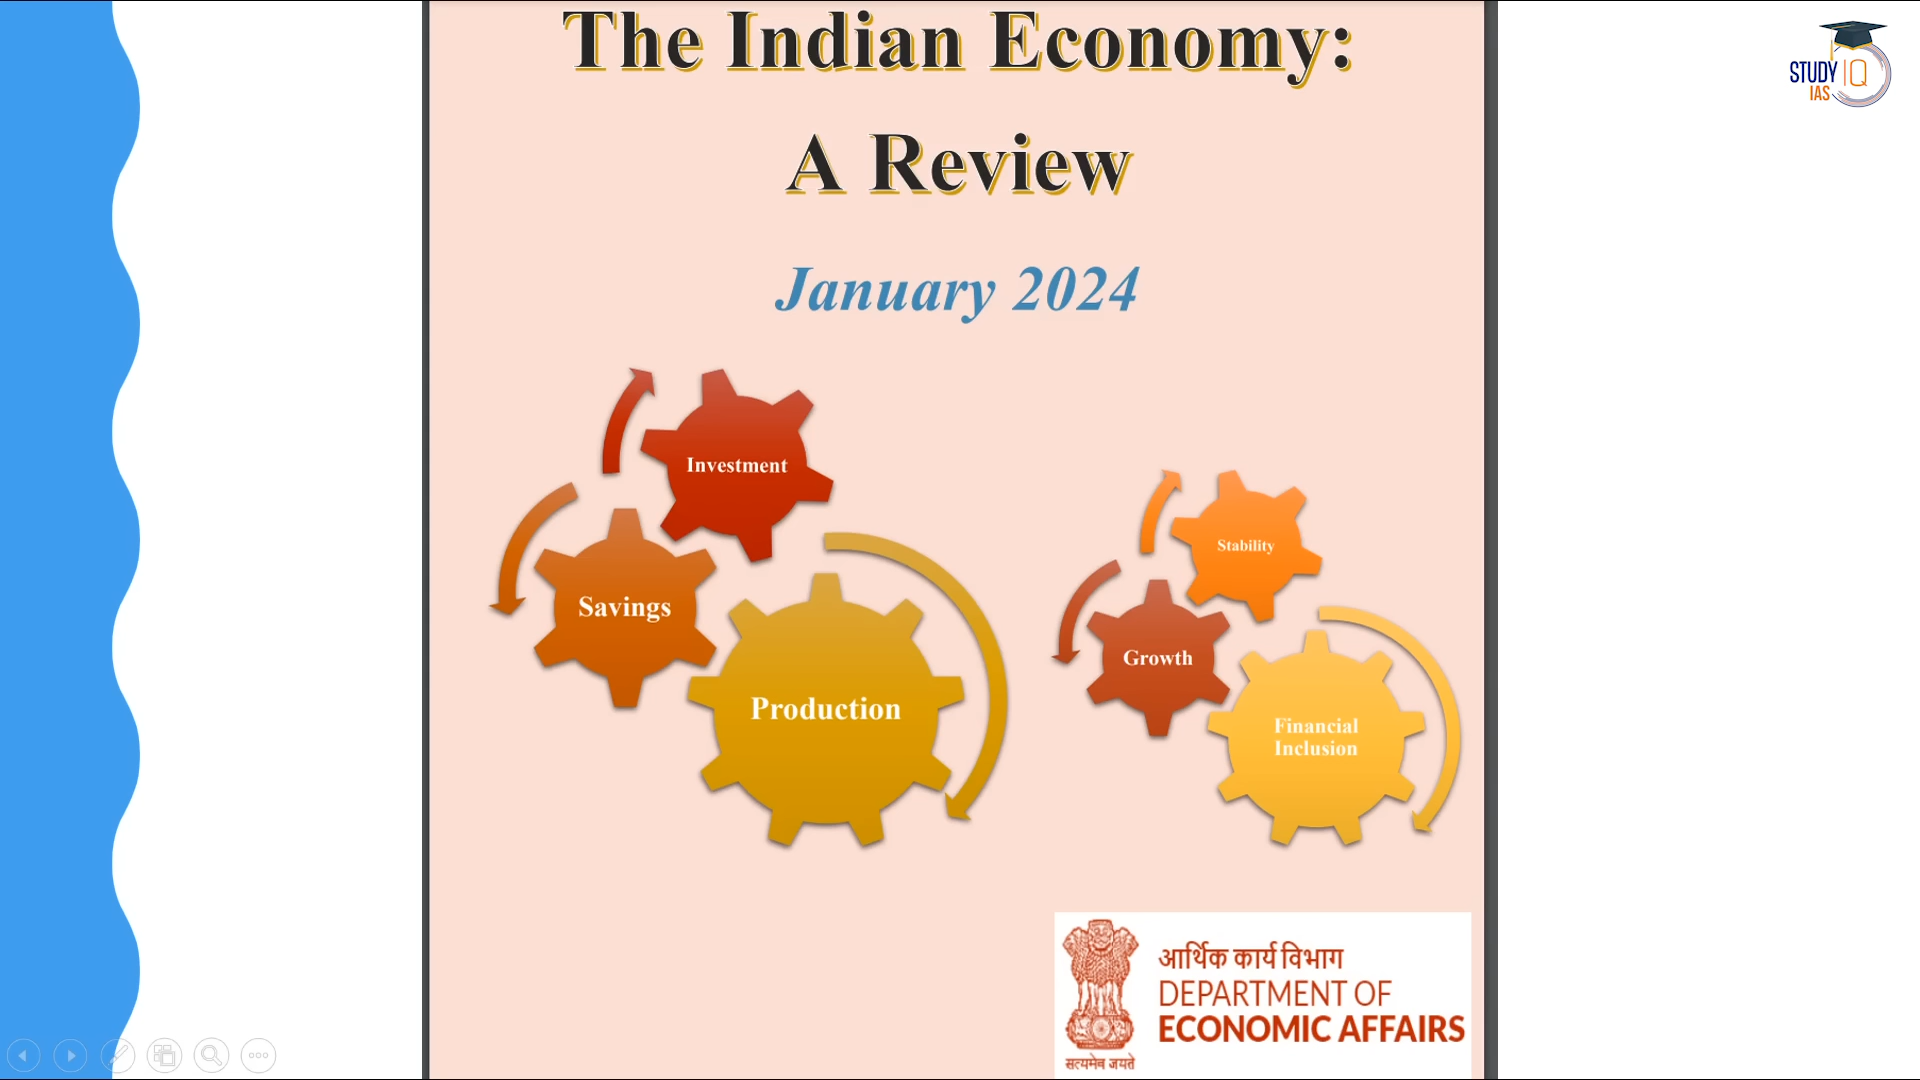 The Indian Economy:
A Review
January 2024
STUDY IQ
IAS
Investment
Savings
Production
Stability
Growth
Financial
Inclusion
आर्थिक कार्य विभाग
DEPARTMENT OF
ECONOMIC AFFAIRS
सत्यमेव जयते